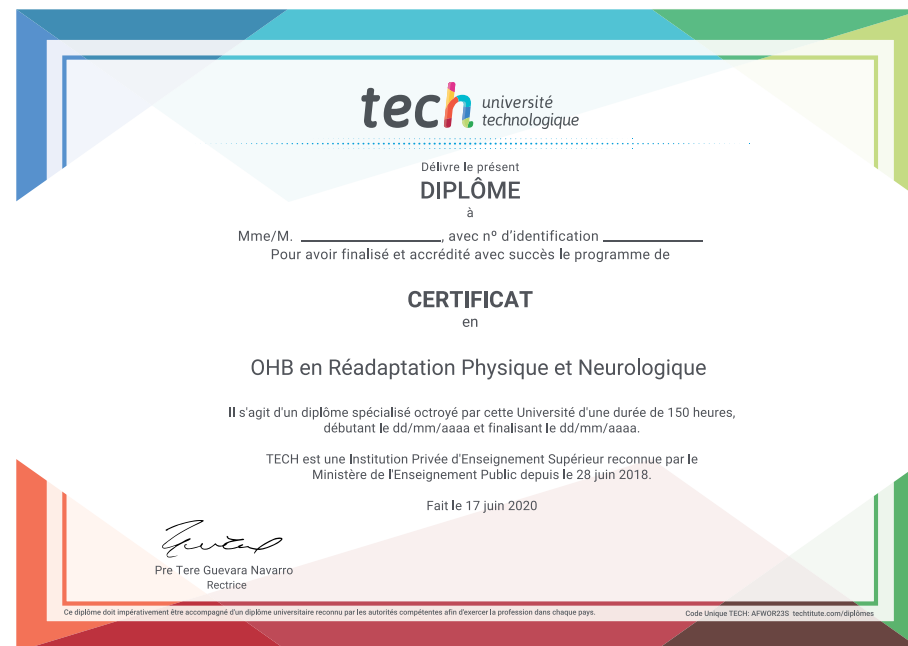 tech université
technologique
Délivre le présent
DIPLÔME
à
Mme/M. ____________, avec nº d'identification ____________
Pour avoir finalisé et accrédité avec succès le programme de
CERTIFICAT
en
OHB en Réadaptation Physique et Neurologique
Il s'agit d'un diplôme spécialisé octroyé par cette Université d'une durée de 150 heures,
débutant le dd/mm/aaaa et finalisant le dd/mm/aaaa.
TECH est une Institution Privée d'Enseignement Supérieur reconnue par le
Ministère de l'Enseignement Public depuis le 28 juin 2018.
Fait le 17 juin 2020
Pre Tere Guevara Navarro
Rectrice
Ce diplôme doit impérativement être accompagné d'un diplôme universitaire reconnu par les autorités compétentes afin d'exercer la profession dans chaque pays.
Code Unique TECH: AFWOR23S techtitute.com/diplômes